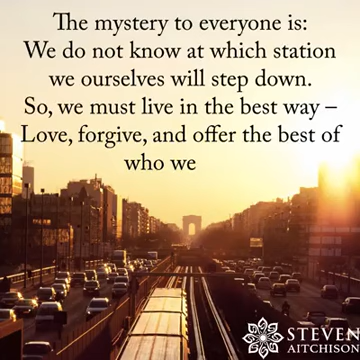 The mystery to everyone is:
We do not know at which station
we ourselves will step down.
So, we must live in the best way –
Love, forgive, and offer the best of
who we
STEVEN
AITCHISON